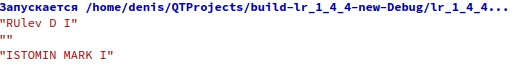 Запускается /home/denis/QTProjects/build-lr_1_4_4-new-Debug/lr_1_4_4...
"RUlev D I"
""
"ISTOMIN MARK I"